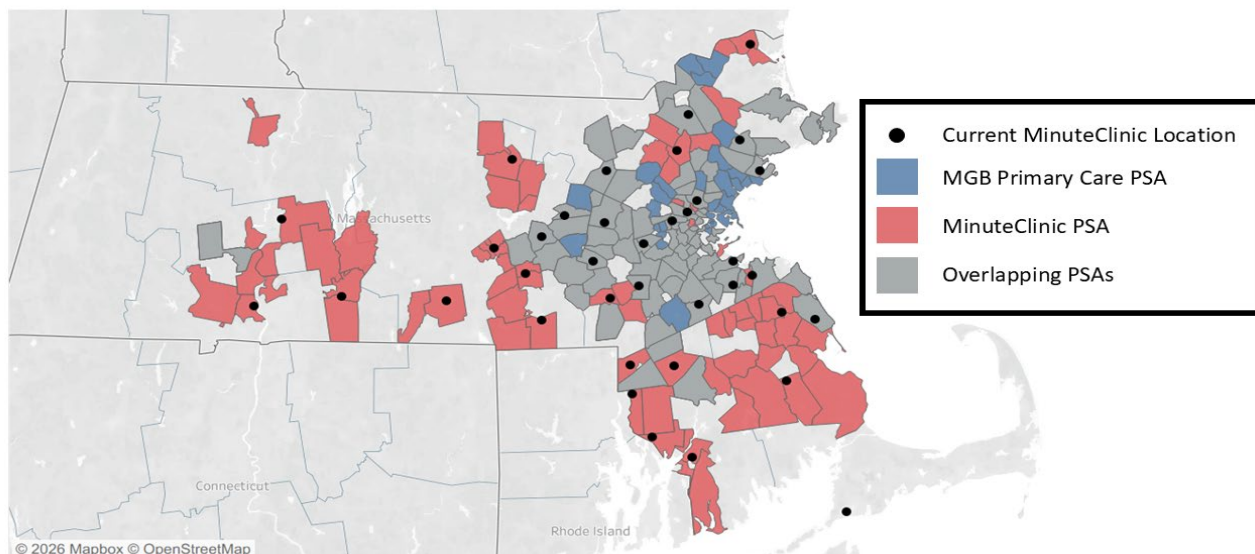 Current MinuteClinic Location
MGB Primary Care PSA
MinuteClinic PSA
Overlapping PSAs
Massachusetts
Connecticut
Rhode Island
© 2026 Mapbox © OpenStreetMap